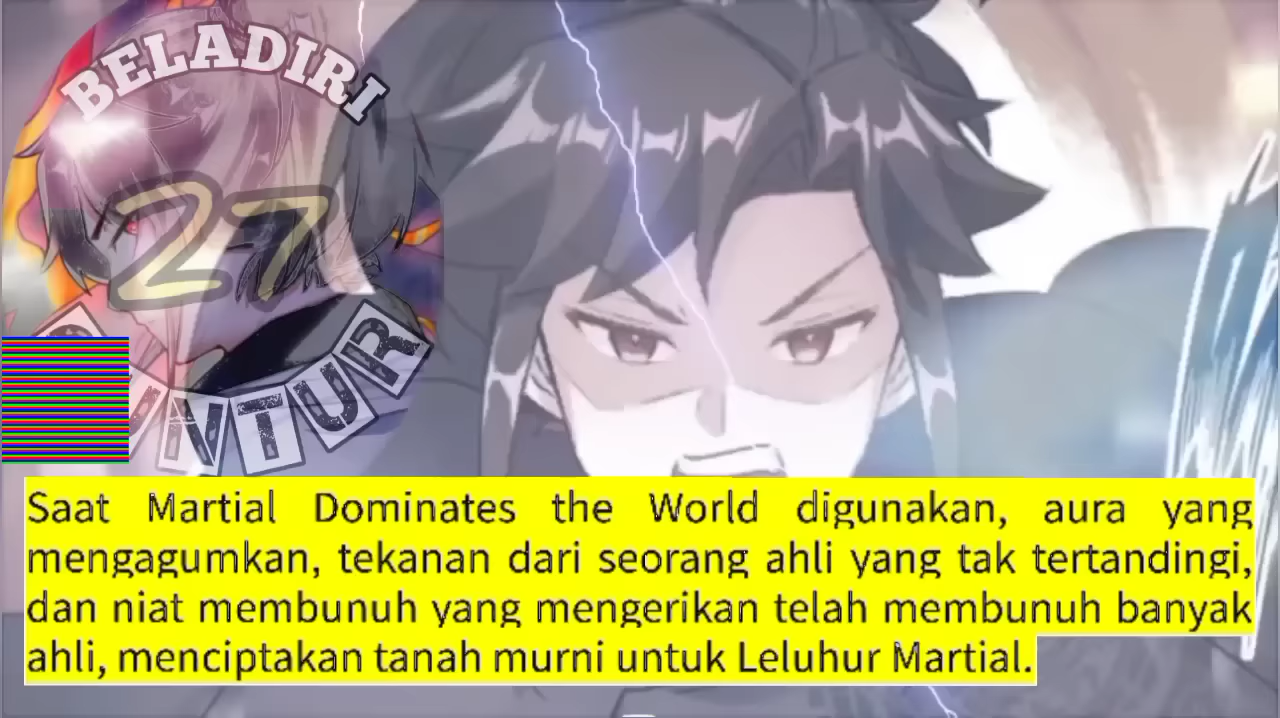 BELADIRI
27
Saat Martial Dominates the World digunakan, aura yang
mengagumkan, tekanan dari seorang ahli yang tak tertandingi,
dan niat membunuh yang mengerikan telah membunuh banyak
ahli, menciptakan tanah murni untuk Leluhur Martial.